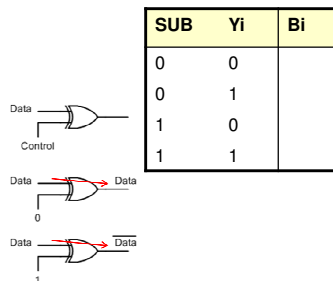 SUB Yi Bi
0 0
0 1
1 0
1 1
Data
Control
Data Data
0
Data Data
1